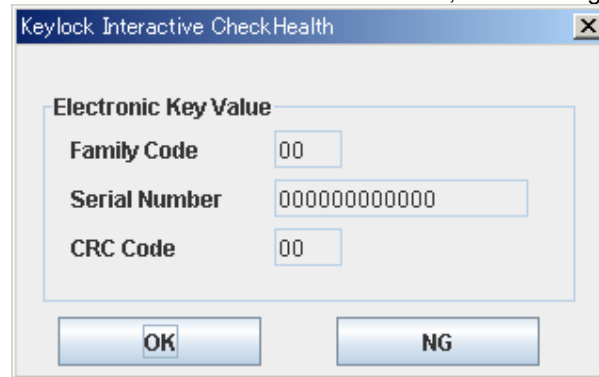 Keylock Interactive CheckHealth
Electronic Key Value
Family Code 00
Serial Number 000000000000
CRC Code 00
OK NG